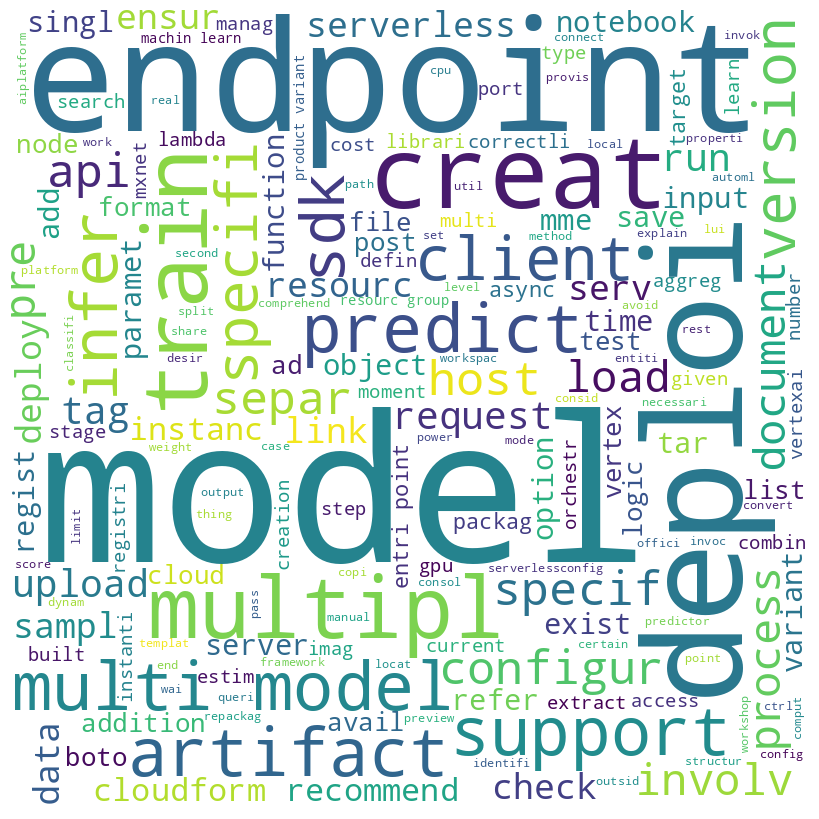 singl
ensur
manag
serverless
notebook
connect
invok
machin learn
endpoint
aiplatform
search
real
cpu
type
provis
port
product variant
target
learn
version
node
work
lambda
cost
librari
correctli
local
properti
api
mxnet
train
specifi
function
sdk
path
creat
util
run
automl
add
format
file
multi
mme
save
input
set
method
explain
lui
pre
infer
second
post
defin
client
platform
paramet
split
share
comprehend
resourc
resourc group
level
async
serv
aggreg
avoid
number
document
deploy
classifi
desir
ad
predict
time
test
rest
object
moment
workspac
entiti
host
load
given
vertexai
tag
separ
consid
necessari
stage
instanc
link
request
power
mode
weight
case
option
orchestr
vertex
logic
tar
deploi
regist
registri
limit
model
output
thing
creation
step
entri point
packag
list
convert
offici
invoc
combin
score
cloud
copi
gpu
consol
serverlessconfig
upload
dynam
pass
multipl
manual
specif
process
variant
sampl
instanti
templat
server
imag
current
exist
predictor
built
end
wai
estim
framework
locat
certain
point
multi model
configur
queri
refer
extract
access
ctrl
comput
data
addition
repackag
avail
preview
support
workshop
structur
config
boto
artifact
identifi
outsid
cloudform
recommend
check
involv